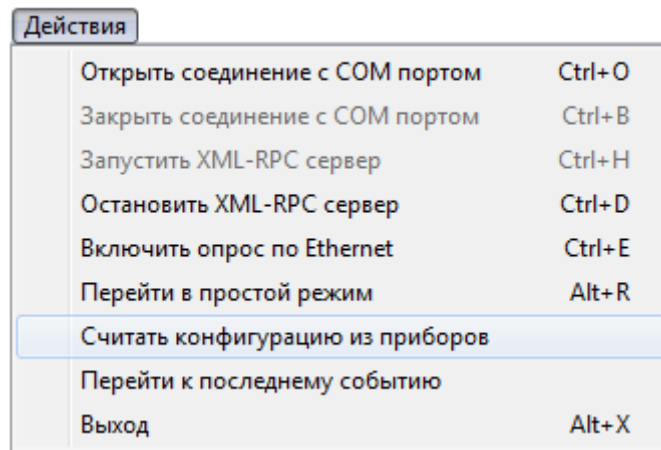 Действия
Открыть соединение с COM портом Ctrl+O
Закрыть соединение с COM портом Ctrl+B
Запустить XML-RPC сервер Ctrl+H
Остановить XML-RPC сервер Ctrl+D
Включить опрос по Ethernet Ctrl+E
Перейти в простой режим Alt+R
Считать конфигурацию из приборов
Перейти к последнему событию
Выход Alt+X